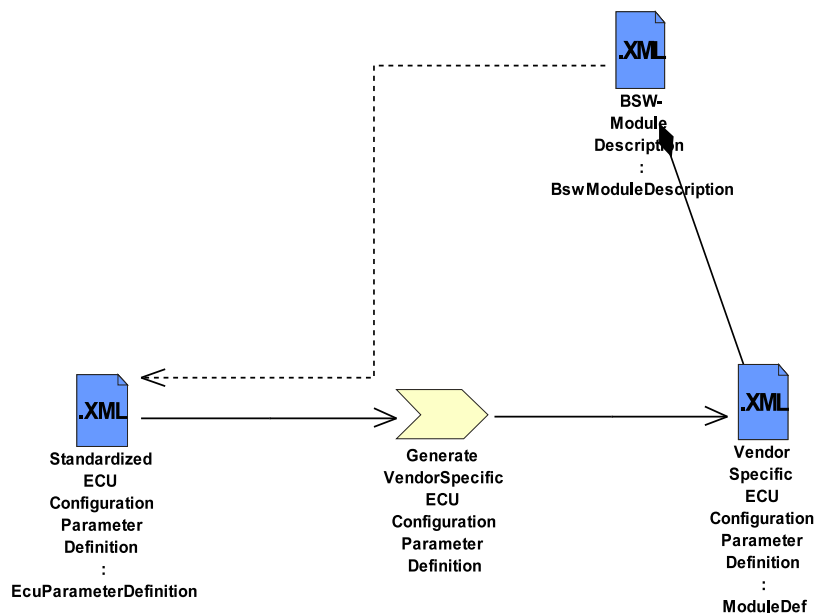 .XML
BSW-
Module
Description
:
BswModuleDescription
.XML
Standardized
ECU
Configuration
Parameter
Definition
:
EcuParameterDefinition
Generate
VendorSpecific
ECU
Configuration
Parameter
Definition
.XML
Vendor
Specific
ECU
Configuration
Parameter
Definition
:
ModuleDef